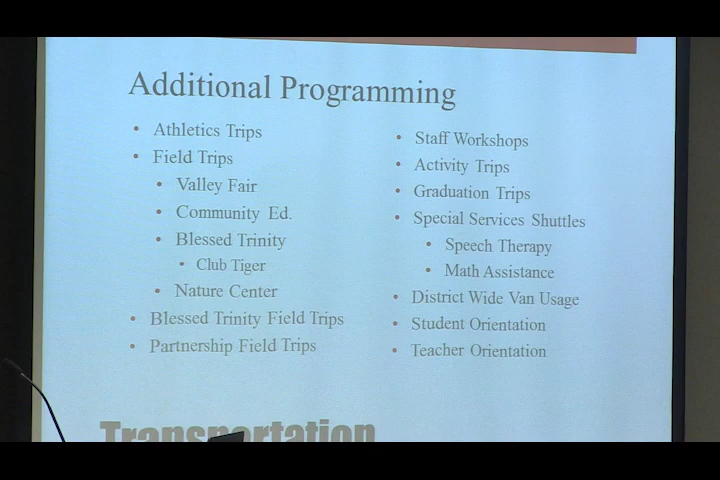 Additional Programming
• Athletics Trips
• Field Trips
• Valley Fair
• Community Ed.
• Blessed Trinity
• Club Tiger
• Nature Center
• Blessed Trinity Field Trips
• Partnership Field Trips
• Staff Workshops
• Activity Trips
• Graduation Trips
• Special Services Shuttles
• Speech Therapy
• Math Assistance
• District Wide Van Usage
• Student Orientation
• Teacher Orientation
Transportation